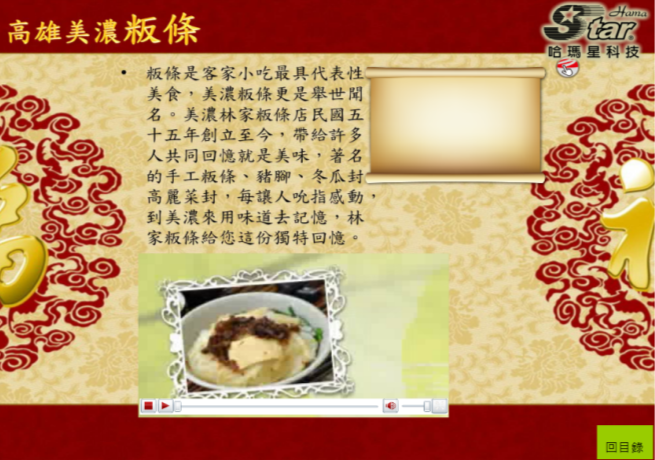 高雄美濃粄條
Hama
Star
哈瑪星科技
• 粄條是客家小吃最具代表性
美食，美濃粄條更是舉世聞
名。美濃林家粄條店民國五
十五年創立至今，帶給許多
人共同回憶就是美味，著名
的手工粄條、豬腳、冬瓜封
高麗菜封，每讓人吮指感動，
到美濃來用味道去記憶，林
家粄條給您這份獨特回憶。
回目錄